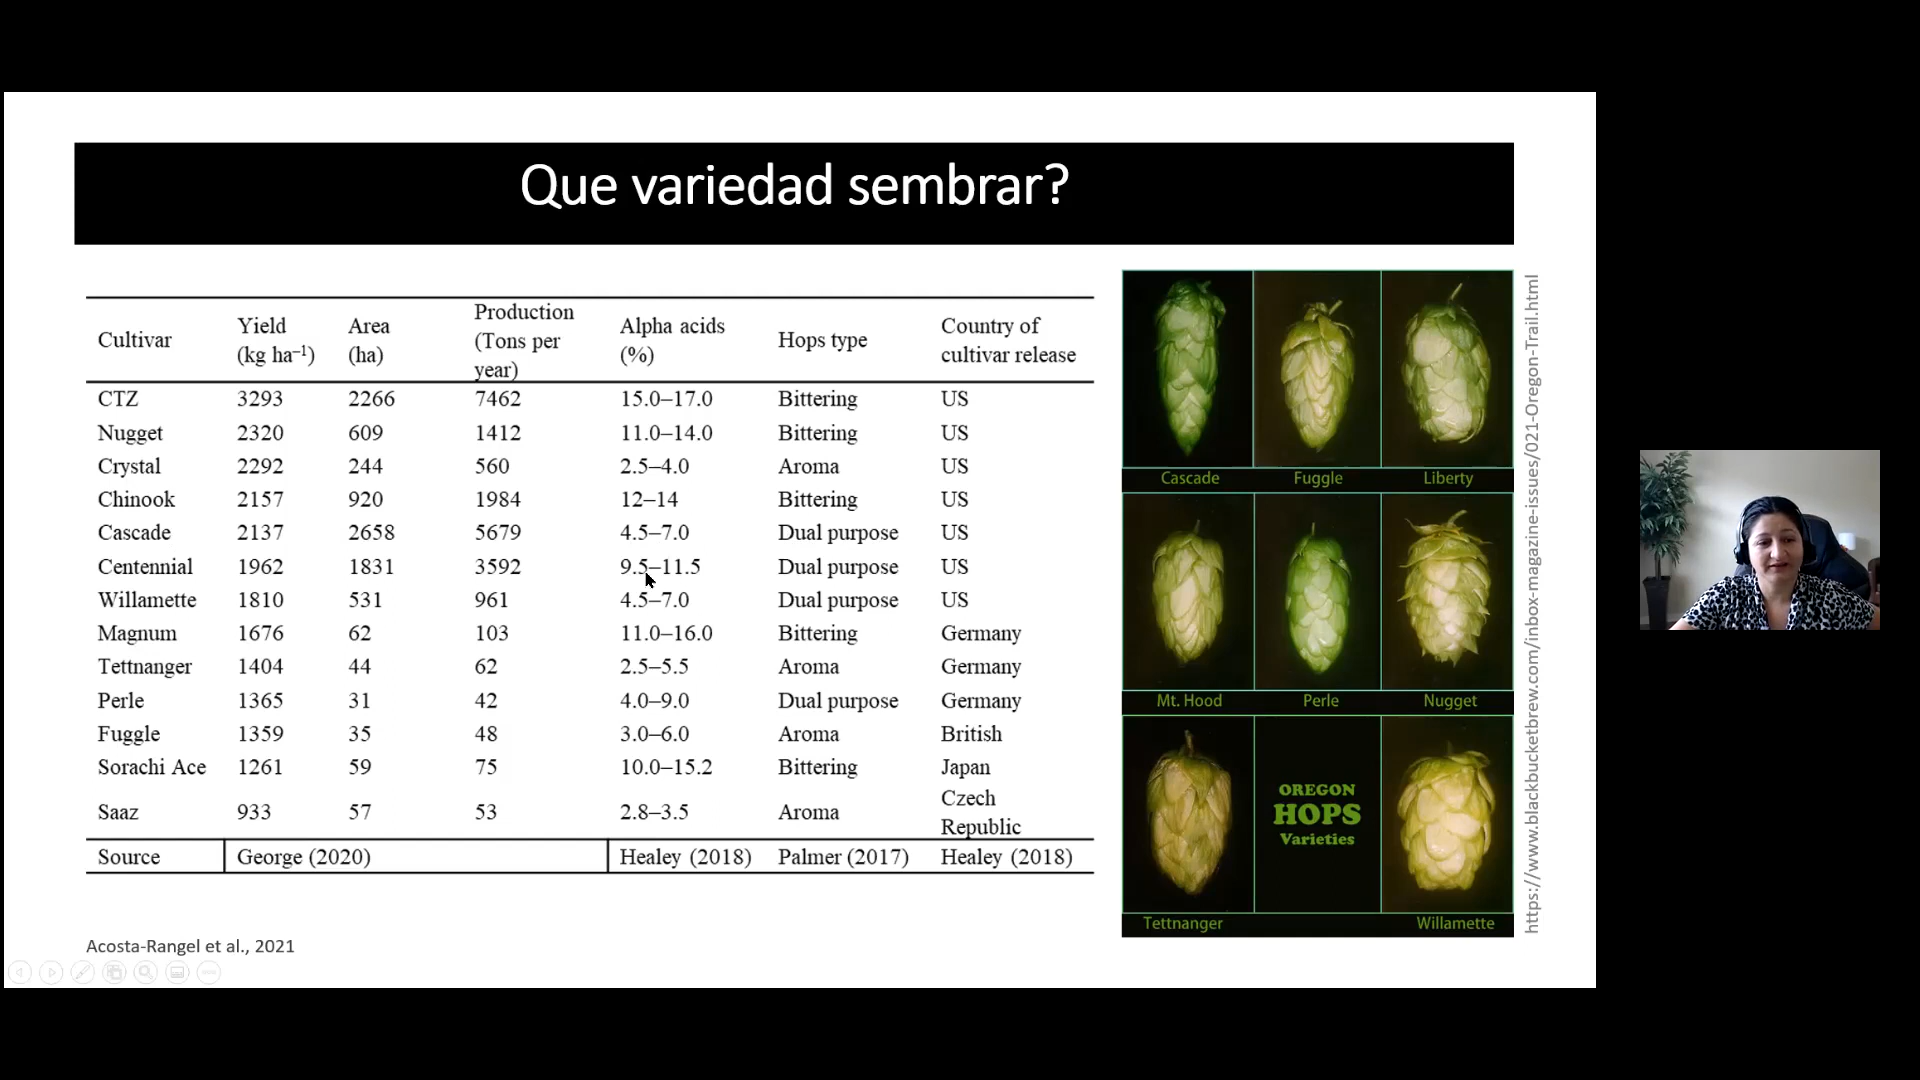 Que variedad sembrar?
Cultivar Yield (kg ha⁻¹) Area (ha) Production (Tons per year) Alpha acids (%) Hops type Country of cultivar release
CTZ 3293 2266 7462 15.0–17.0 Bittering US
Nugget 2320 609 1412 11.0–14.0 Bittering US
Crystal 2292 244 560 2.5–4.0 Aroma US
Chinook 2157 920 1984 12–14 Bittering US
Cascade 2137 2658 5679 4.5–7.0 Dual purpose US
Centennial 1962 1831 3592 9.5–11.5 Dual purpose US
Willamette 1810 531 961 4.5–7.0 Dual purpose US
Magnum 1676 62 103 11.0–16.0 Bittering Germany
Tettnanger 1404 44 62 2.5–5.5 Aroma Germany
Perle 1365 31 42 4.0–9.0 Dual purpose Germany
Fuggle 1359 35 48 3.0–6.0 Aroma British
Sorachi Ace 1261 59 75 10.0–15.2 Bittering Japan
Saaz 933 57 53 2.8–3.5 Aroma Czech Republic
Source George (2020) Healey (2018) Palmer (2017) Healey (2018)
Acosta-Rangel et al., 2021
Cascade Fuggle Liberty
Mt. Hood Perle Nugget
OREGON
HOPS
Varieties
Tettnanger Willamette
https://www.blackbucketbrew.com/inbox-magazine-issues/021-Oregon-Trail.html